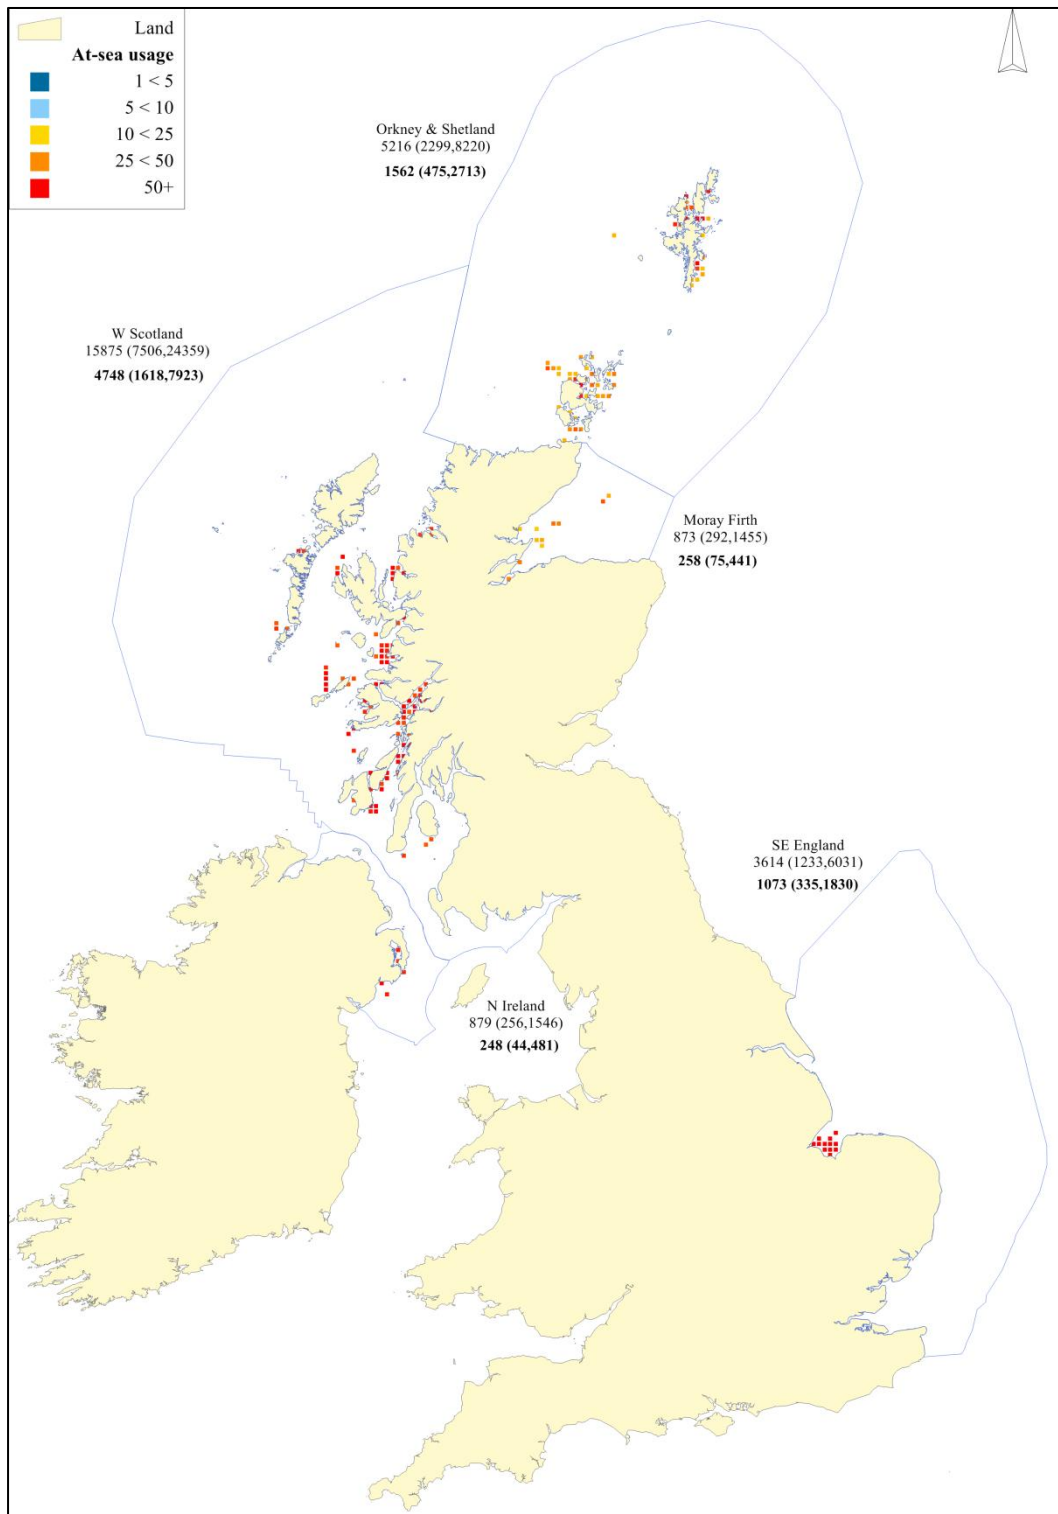 Land
At-sea usage
1 < 5
5 < 10
10 < 25
25 < 50
50+
Orkney & Shetland
5216 (2299,8220)
1562 (475,2713)
W Scotland
15875 (7506,24359)
4748 (1618,7923)
Moray Firth
873 (292,1455)
258 (75,441)
SE England
3614 (1233,6031)
1073 (335,1830)
N Ireland
879 (256,1546)
248 (44,481)